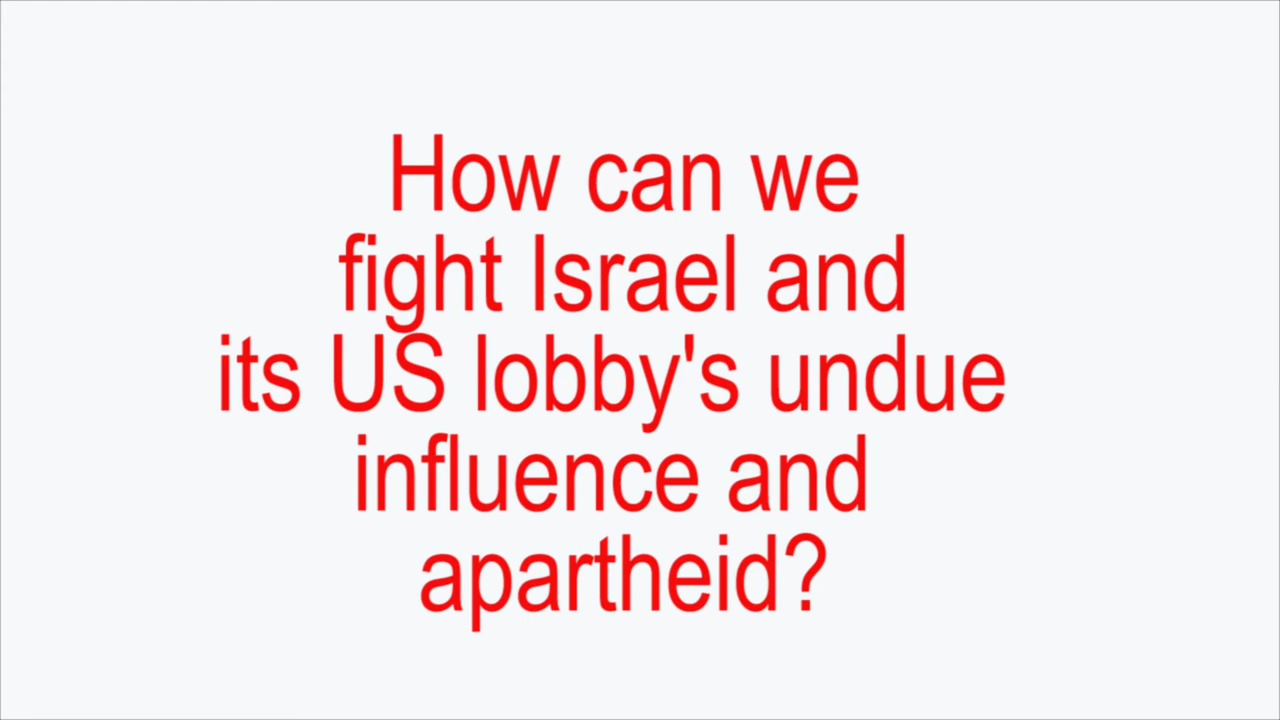 How can we
fight Israel and
its US lobby's undue
influence and
apartheid?